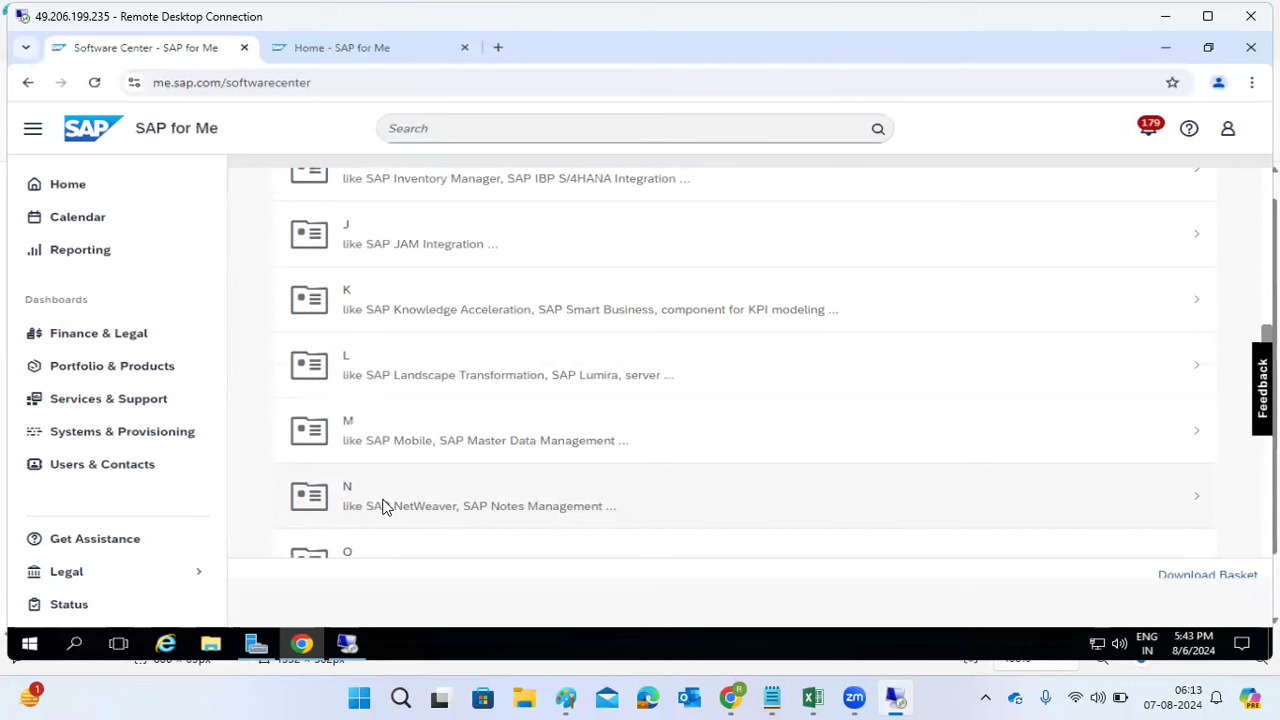 49.206.199.235 - Remote Desktop Connection
Software Center - SAP for Me
Home - SAP for Me
me.sap.com/softwarecenter
SAP
SAP for Me
Search
179
Home
Calendar
Reporting
Dashboards
Finance & Legal
Portfolio & Products
Services & Support
Systems & Provisioning
Users & Contacts
Get Assistance
Legal
Status
like SAP Inventory Manager, SAP IBP S/4HANA Integration ...
J
like SAP JAM Integration ...
K
like SAP Knowledge Acceleration, SAP Smart Business, component for KPI modeling ...
L
like SAP Landscape Transformation, SAP Lumira, server ...
M
like SAP Mobile, SAP Master Data Management ...
N
like SAP NetWeaver, SAP Notes Management ...
O
Feedback
Download Basket
ENG
IN
5:43 PM
8/6/2024
1
06:13
07-08-2024